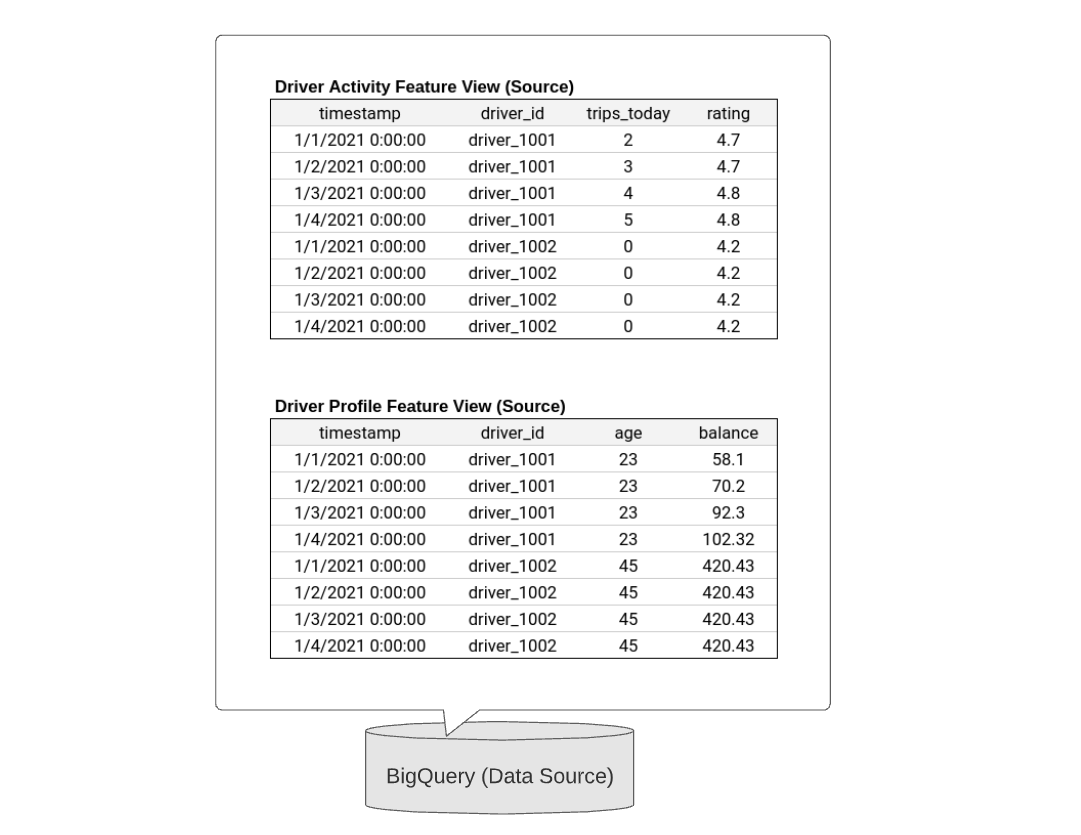 Driver Activity Feature View (Source)
timestamp driver_id trips_today rating
1/1/2021 0:00:00 driver_1001 2 4.7
1/2/2021 0:00:00 driver_1001 3 4.7
1/3/2021 0:00:00 driver_1001 4 4.8
1/4/2021 0:00:00 driver_1001 5 4.8
1/1/2021 0:00:00 driver_1002 0 4.2
1/2/2021 0:00:00 driver_1002 0 4.2
1/3/2021 0:00:00 driver_1002 0 4.2
1/4/2021 0:00:00 driver_1002 0 4.2
Driver Profile Feature View (Source)
timestamp driver_id age balance
1/1/2021 0:00:00 driver_1001 23 58.1
1/2/2021 0:00:00 driver_1001 23 70.2
1/3/2021 0:00:00 driver_1001 23 92.3
1/4/2021 0:00:00 driver_1001 23 102.32
1/1/2021 0:00:00 driver_1002 45 420.43
1/2/2021 0:00:00 driver_1002 45 420.43
1/3/2021 0:00:00 driver_1002 45 420.43
1/4/2021 0:00:00 driver_1002 45 420.43
BigQuery (Data Source)